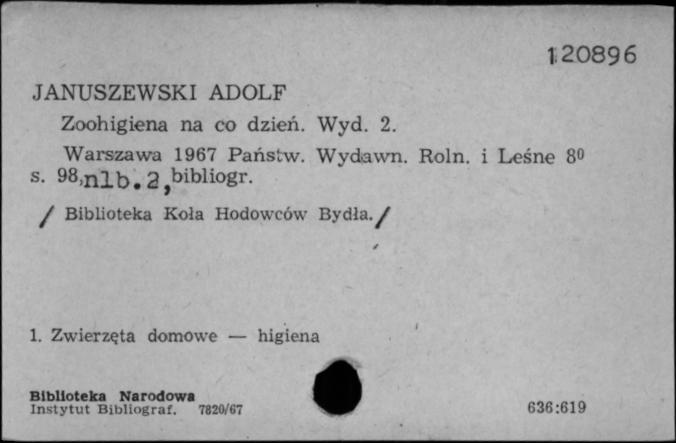 120896
JANUSZEWSKI ADOLF
Zoohigiena na co dzień. Wyd. 2.
Warszawa 1967 Państw. Wydawn. Roln. i Leśne 8⁰
s. 98, nlb. 2, bibliogr.
/ Biblioteka Koła Hodowców Bydła. /
1. Zwierzęta domowe — higiena
Biblioteka Narodowa
Instytut Bibliograf. 7820/67 636:619